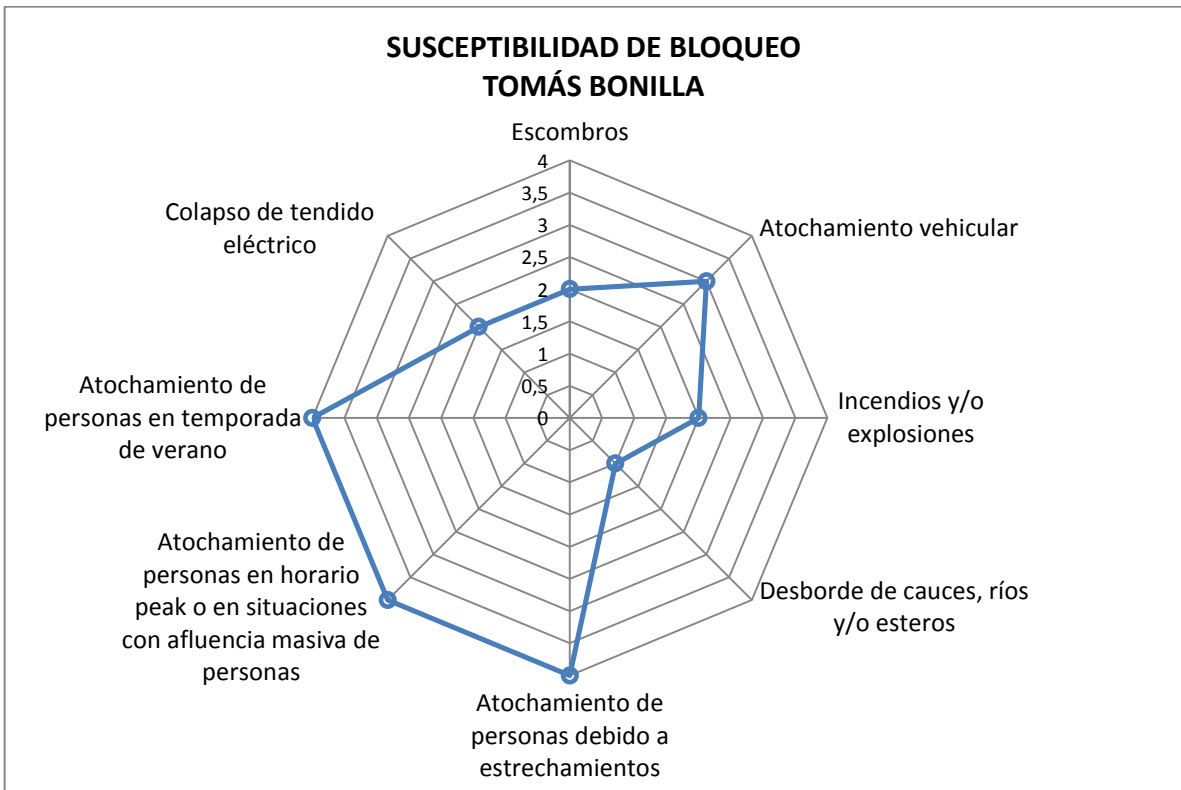 SUSCEPTIBILIDAD DE BLOQUEO
TOMÁS BONILLA
Escombros
4
3,5
3
2,5
2
1,5
1
0,5
0
Atochamiento vehicular
Incendios y/o
explosiones
Desborde de cauces, ríos
y/o esteros
Atochamiento de
personas debido a
estrechamientos
Atochamiento de
personas en horario
peak o en situaciones
con afluencia masiva de
personas
Atochamiento de
personas en temporada
de verano
Colapso de tendido
eléctrico